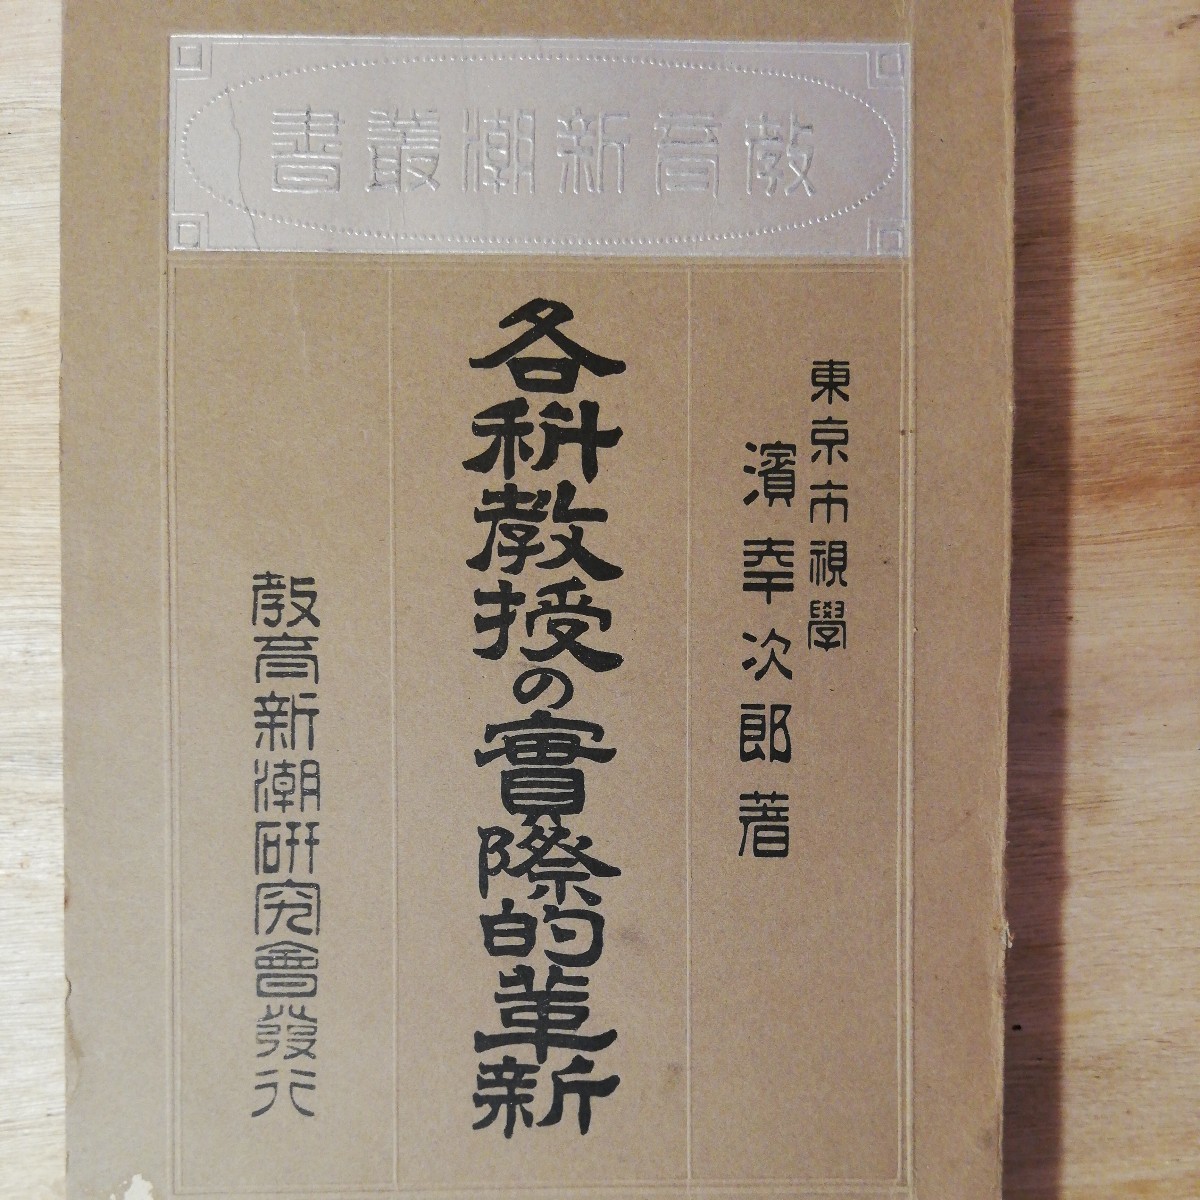 教育新潮叢書
東京市視學
濱幸次郎著
各科教授の實際的革新
教育新潮研究會發行